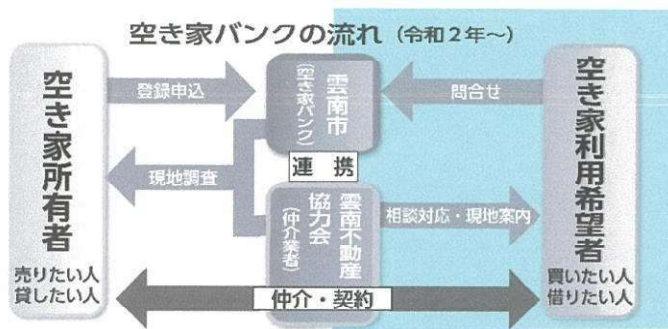 空き家バンクの流れ（令和２年～）
空き家所有者
売りたい人
貸したい人
登録申込
現地調査
雲南市
（空き家バンク）
連携
雲南不動産
協力会
（仲介業者）
問合せ
相談対応・現地案内
仲介・契約
空き家利用希望者
買いたい人
借りたい人